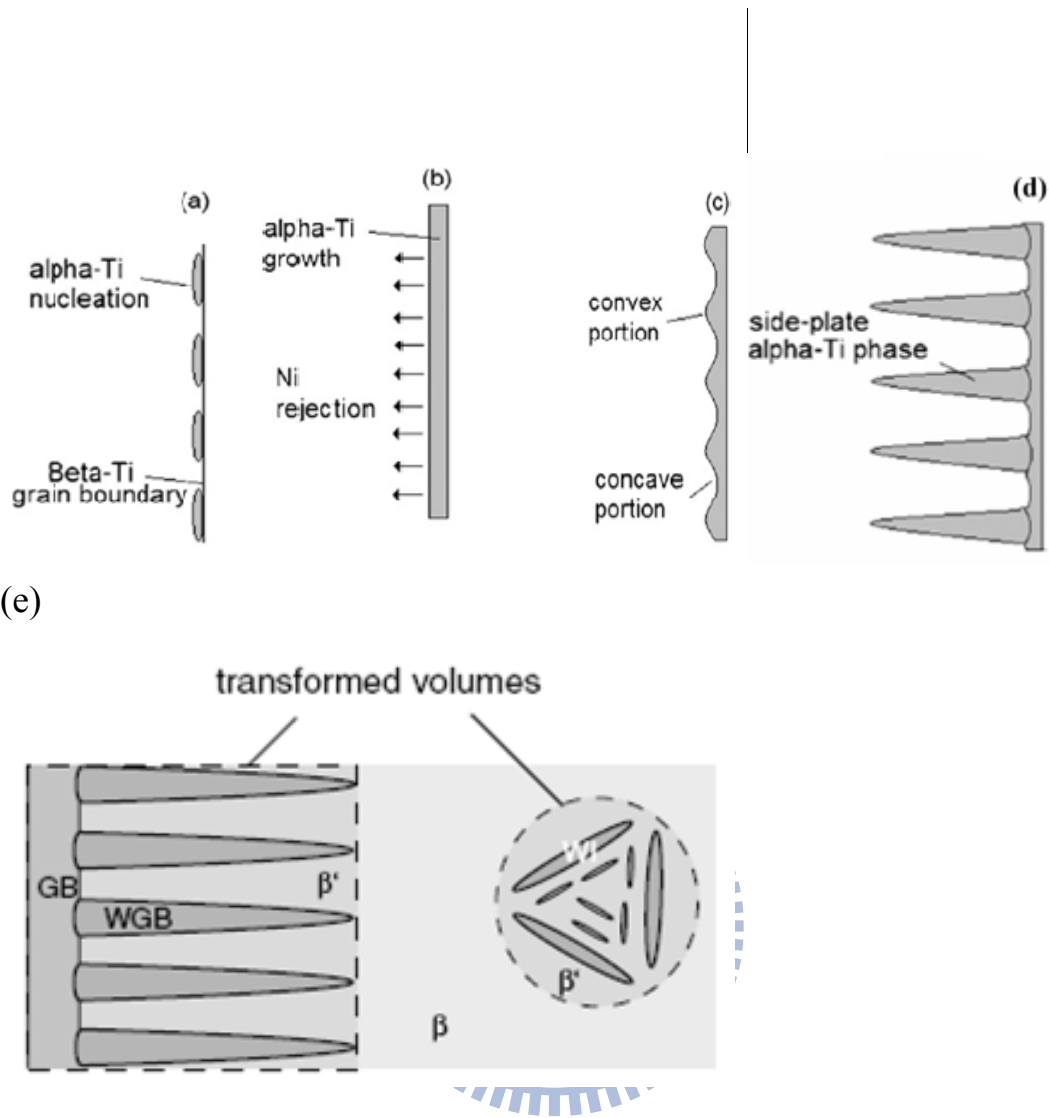 (a)
(b)
(c)
(d)
alpha-Ti
nucleation
Beta-Ti
grain boundary
alpha-Ti
growth
Ni
rejection
convex
portion
concave
portion
side-plate
alpha-Ti phase
(e)
transformed volumes
GB
WGB
β'
β
WI
β'